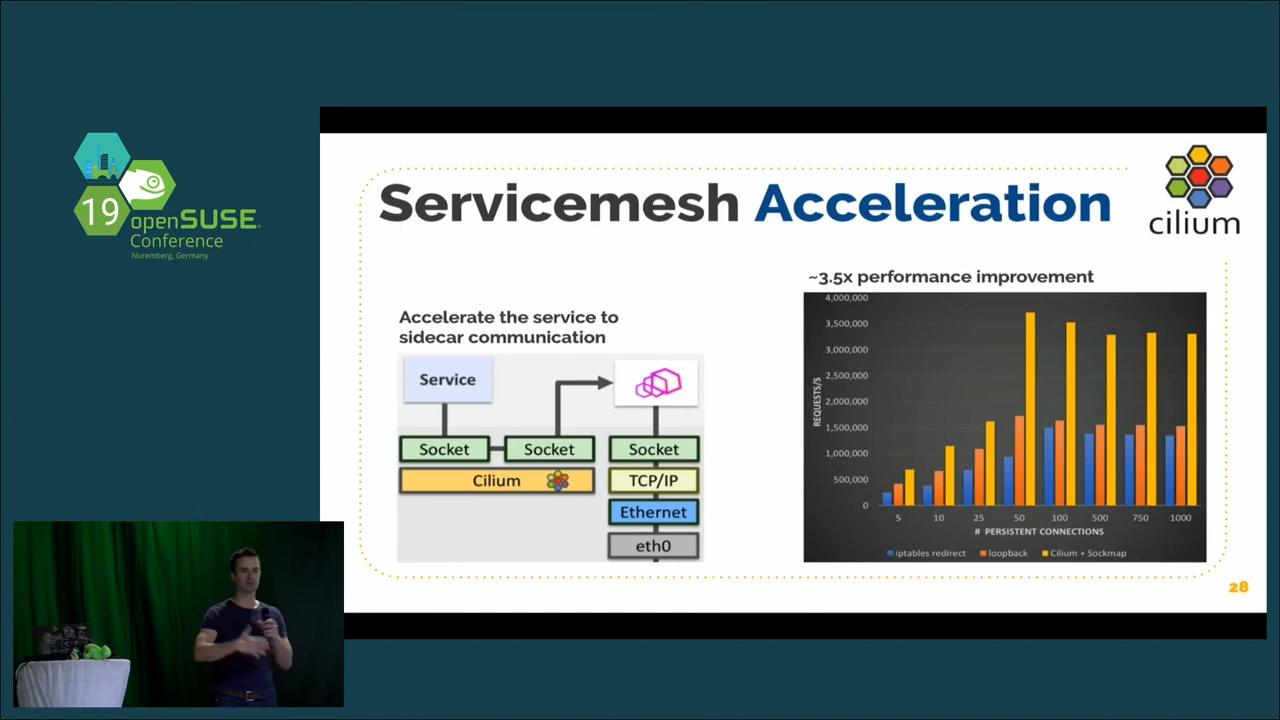 19
openSUSE
Conference
Nuremberg, Germany
Servicemesh Acceleration
cilium
Accelerate the service to
sidecar communication
Service
Socket
Socket
Socket
Cilium
TCP/IP
Ethernet
eth0
~3.5x performance improvement
4,000,000
3,500,000
3,000,000
2,500,000
2,000,000
1,500,000
1,000,000
500,000
0
REQUESTS/S
5 10 25 50 100 500 750 1000
# PERSISTENT CONNECTIONS
iptables redirect loopback Cilium + Sockmap
28